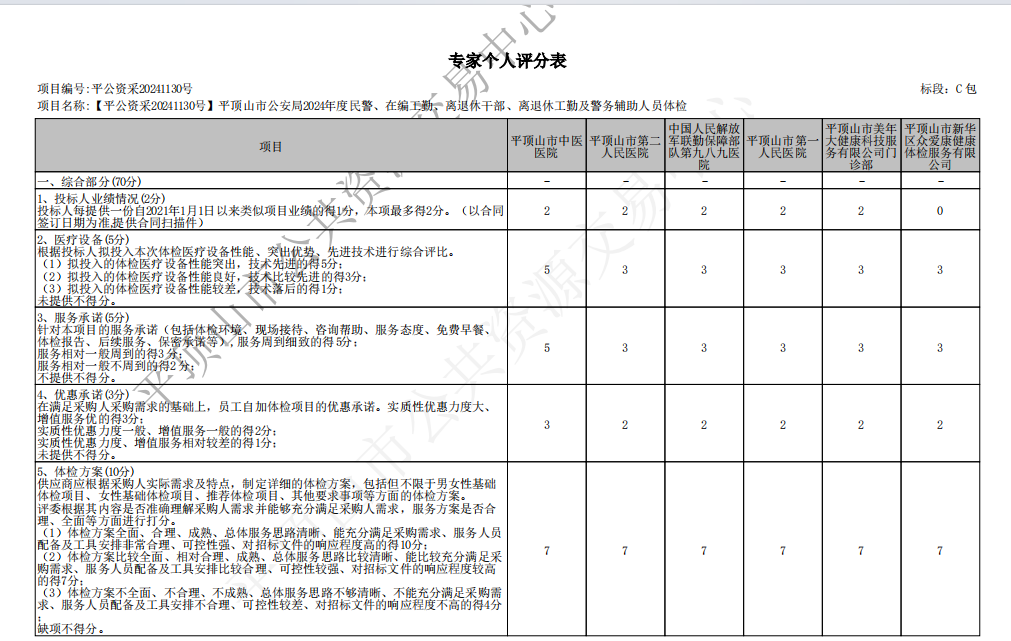 专家个人评分表
项目编号:平公资采20241130号
标段: C 包
项目名称:【平公资采20241130号】平顶山市公安局2024年度民警、在编工勤、离退休干部、离退休工勤及警务辅助人员体检
项目
平顶山市中医
医院
平顶山市第二
人民医院
中国人民解放
军联勤保障部
队第九八九医
院
平顶山市第一
人民医院
平顶山市美年
大健康科技服
务有限公司门
诊部
平顶山市新华
区众爱康健康
体检服务有限
公司
一、综合部分(70分)
- - - - - -
1、投标人业绩情况(2分)
投标人每提供一份自2021年1月1日以来类似项目业绩的得1分,本项最多得2分。（以合同
签订日期为准,提供合同扫描件）
2 2 2 2 2 0
2、医疗设备(5分)
根据投标人拟投入本次体检医疗设备性能、突出优势、先进技术进行综合评比。
（1）拟投入的体检医疗设备性能突出，技术先进的得5分;
（2）拟投入的体检医疗设备性能良好，技术比较先进的得3分;
（3）拟投入的体检医疗设备性能较差，技术落后的得1分;
未提供不得分。
5 3 3 3 3 3
3、服务承诺(5分)
针对本项目的服务承诺（包括体检环境、现场接待、咨询帮助、服务态度、免费早餐、
体检报告、后续服务、保密承诺等）,服务周到细致的得 5分;
服务相对一般周到的得3 分;
服务相对一般不周到的得2 分;
不提供不得分。
5 3 3 3 3 3
4、优惠承诺(3分)
在满足采购人采购需求的基础上，员工自加体检项目的优惠承诺。实质性优惠力度大、
增值服务优的得3分;
实质性优惠力度一般、增值服务一般的得2分;
实质性优惠力度、增值服务相对较差的得1分;
未提供不得分。
3 2 2 2 2 2
5、体检方案(10分)
供应商应根据采购人实际需求及特点，制定详细的体检方案，包括但不限于男女性基础
体检项目、女性基础体检项目、推荐体检项目、其他要求事项等方面的方案。
评委根据其内容是否准确理解采购人需求并能够充分满足采购人需求，服务方案是否合
理、全面等方面进行打分。
（1）体检方案全面、合理、成熟、总体服务思路清晰、能充分满足采购需求、服务人员
配备及工具安排非常合理、可控性强、对招标文件的响应程度高的得10分;
（2）体检方案比较全面、相对合理、成熟、总体服务思路比较清晰、能比较充分满足采
购需求、服务人员配备及工具安排比较合理、可控性较强、对招标文件的响应程度较高
的得7分;
（3）体检方案不全面、不合理、不成熟、总体服务思路不够清晰、不能充分满足采购需
求、服务人员配备及工具安排不合理、可控性较差、对招标文件的响应程度不高的得4分
;
缺项不得分。
7 7 7 7 7 7
平顶山市公共资源交易中心
平顶山市公共资源交易中心